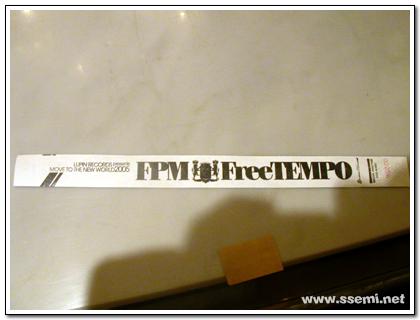 LUPIN RECORDS presents
MOVE TO THE NEW WORLD 2005
FPM FreeTEMPO
www.ssemi.net